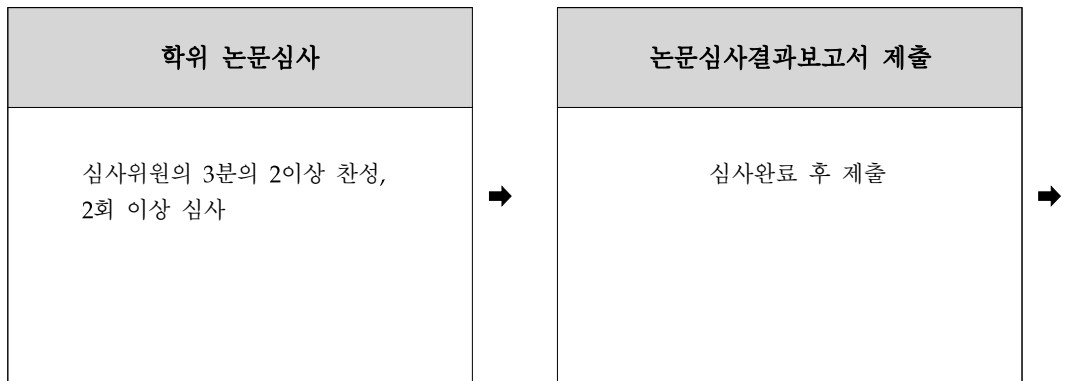 학위 논문심사
심사위원의 3분의 2이상 찬성,
2회 이상 심사
➡
논문심사결과보고서 제출
심사완료 후 제출
➡